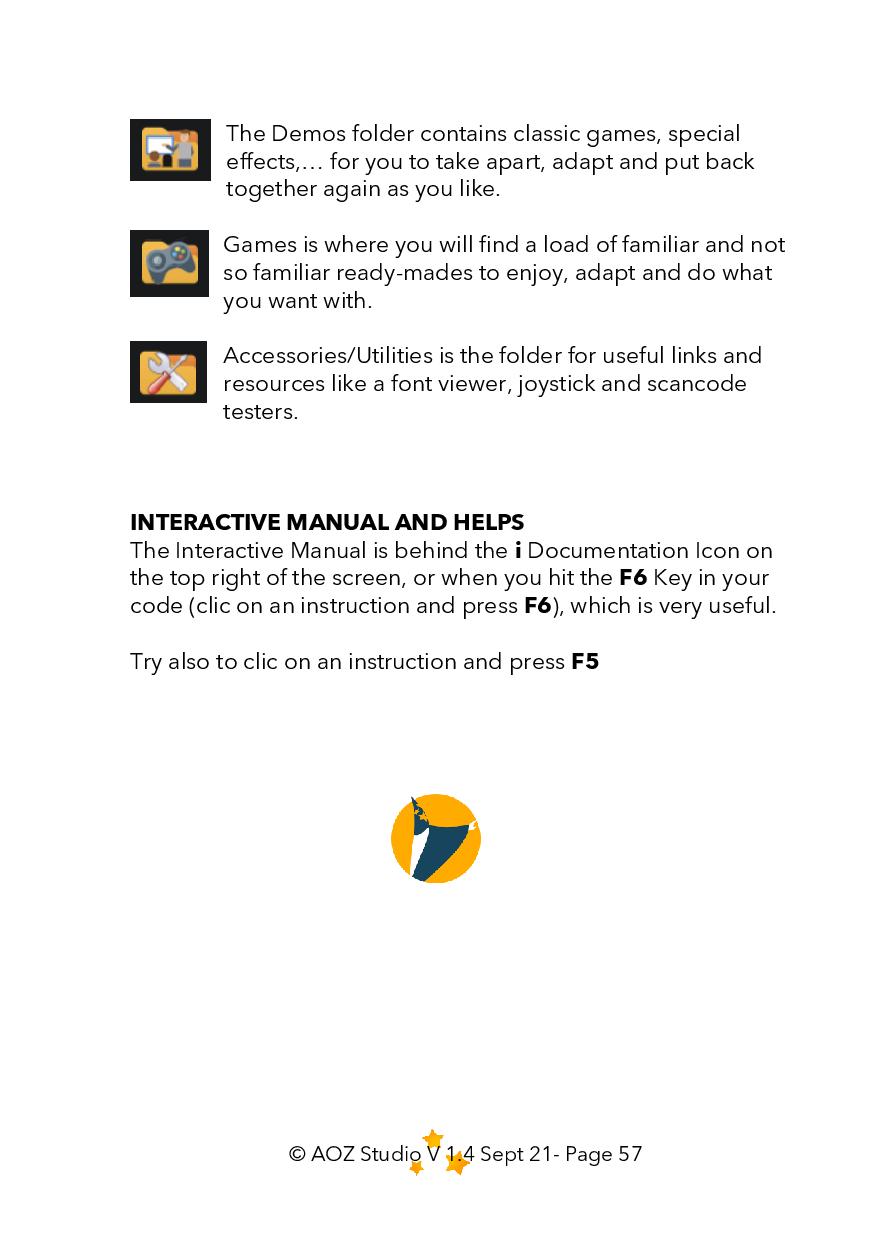 The Demos folder contains classic games, special
effects,… for you to take apart, adapt and put back
together again as you like.
Games is where you will find a load of familiar and not
so familiar ready-mades to enjoy, adapt and do what
you want with.
Accessories/Utilities is the folder for useful links and
resources like a font viewer, joystick and scancode
testers.
INTERACTIVE MANUAL AND HELPS
The Interactive Manual is behind the i Documentation Icon on
the top right of the screen, or when you hit the F6 Key in your
code (clic on an instruction and press F6), which is very useful.
Try also to clic on an instruction and press F5
© AOZ Studio V 1.4 Sept 21- Page 57